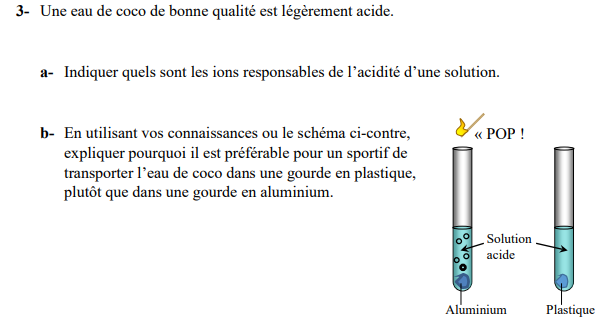 3- Une eau de coco de bonne qualité est légèrement acide.
a- Indiquer quels sont les ions responsables de l’acidité d’une solution.
b- En utilisant vos connaissances ou le schéma ci-contre,
expliquer pourquoi il est préférable pour un sportif de
transporter l’eau de coco dans une gourde en plastique,
plutôt que dans une gourde en aluminium.
« POP !
Solution
acide
Aluminium
Plastique